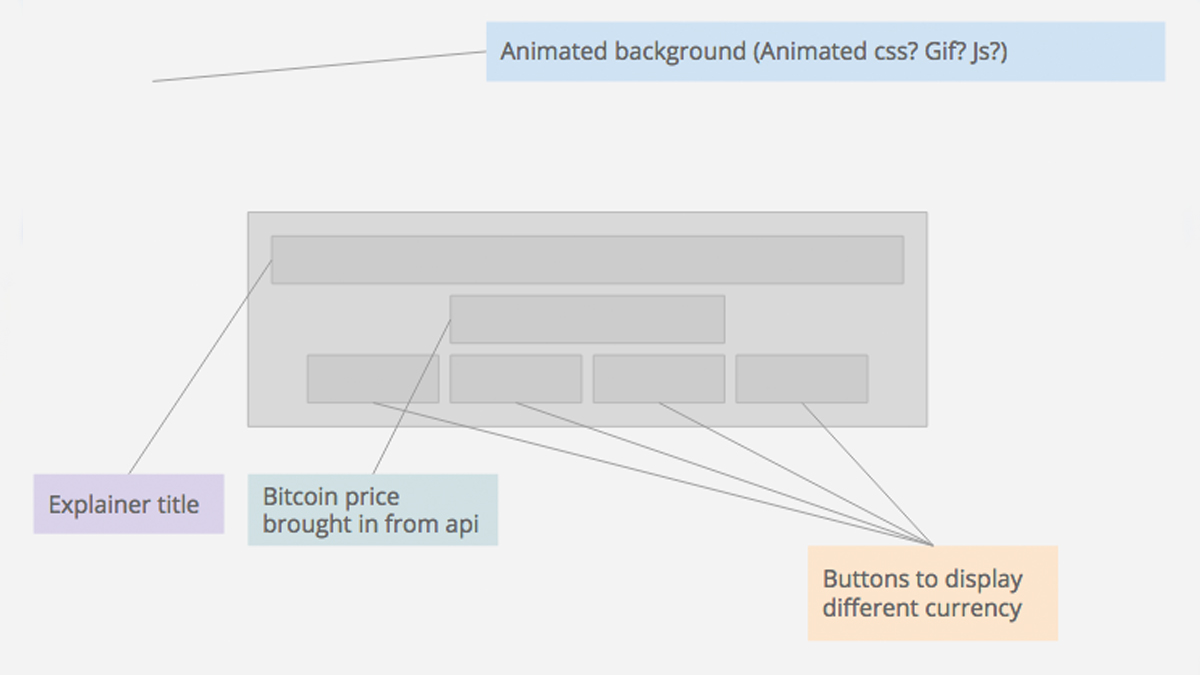 Animated background (Animated css? Gif? Js?)
Explainer title
Bitcoin price
brought in from api
Buttons to display
different currency